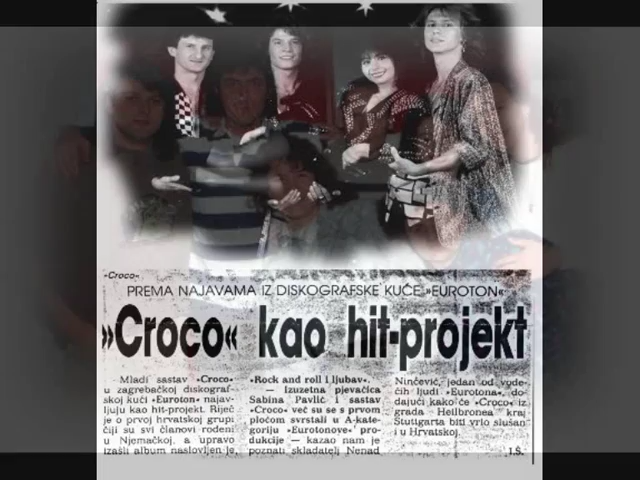 »Croco«
PREMA NAJAVAMA IZ DISKOGRAFSKE KUĆE »EUROTON«
»Croco« kao hit-projekt
Mladi sastav »Croco«
u zagrebačkoj diskograf-
skoj kući »Euroton« najav-
ljuju kao hit-projekt. Riječ
je o prvoj hrvatskoj grupi
čiji su svi članovi rođeni
u Njemačkoj, a upravo
izašli album naslovljen je
»Rock and roll i ljubav«.
— Izuzetna pjevačica
Sabina Pavlić i sastav
»Croco« već su se s prvom
pločom svrstali u A-kate-
goriju »Eurotonove« pro-
dukcije — kazao nam je
poznati skladatelj Nenad
Ninčević, jedan od vode-
ćih ljudi »Eurotona«, do-
dajući kako će »Croco« iz
grada Heilbronea kraj
Stuttgarta biti vrlo slušan
i u Hrvatskoj.
I.Š.